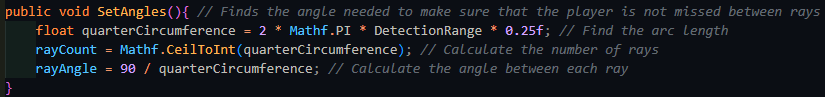 public void SetAngles(){ // Finds the angle needed to make sure that the player is not missed between rays
    float quarterCircumference = 2 * Mathf.PI * DetectionRange * 0.25f; // Find the arc length
    rayCount = Mathf.CeilToInt(quarterCircumference); // Calculate the number of rays
    rayAngle = 90 / quarterCircumference; // Calculate the angle between each ray
}